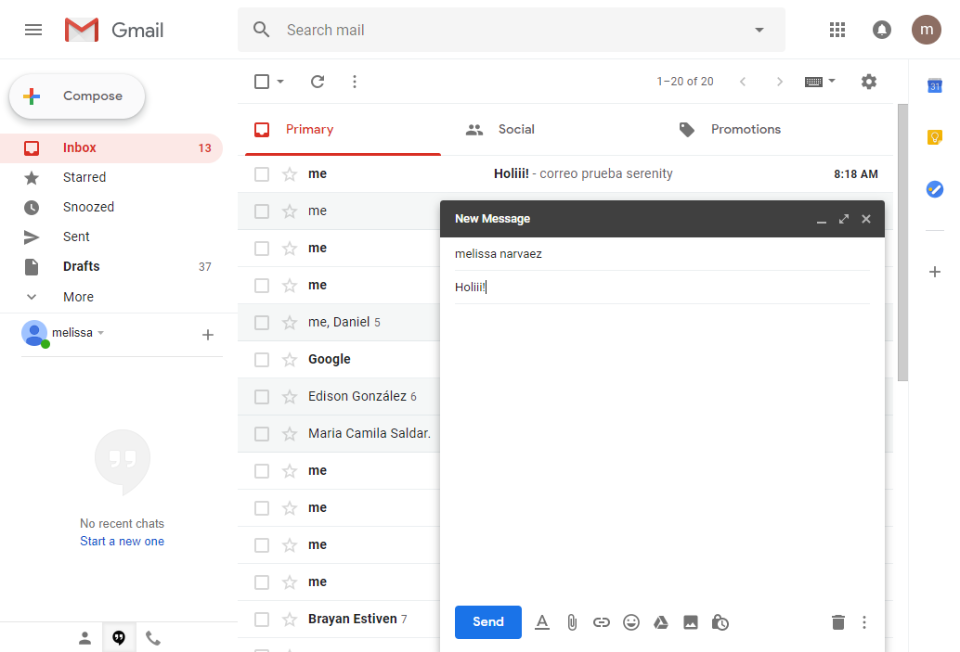 Gmail
Search mail
m
Compose
1–20 of 20
31
Primary
Social
Promotions
Inbox 13
Starred
Snoozed
Sent
Drafts 37
More
melissa
No recent chats
Start a new one
me Holiii! - correo prueba serenity 8:18 AM
me
me
me
me, Daniel 5
Google
Edison González 6
Maria Camila Saldar.
me
me
me
me
Brayan Estiven 7
New Message
melissa narvaez
Holiii!
Send